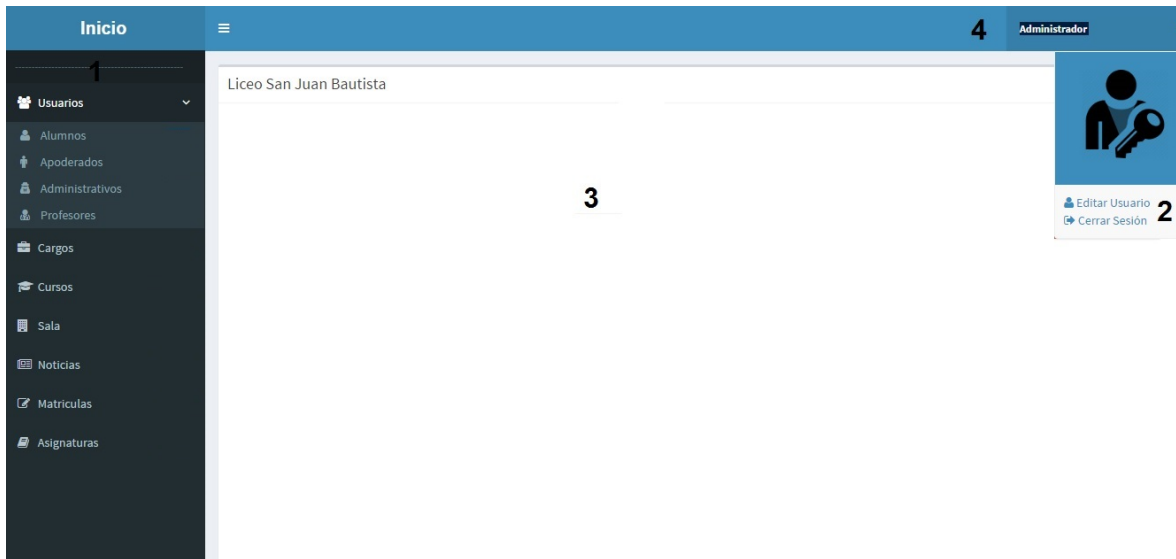 Inicio
4
Administrador
1
Liceo San Juan Bautista
Usuarios
Alumnos
Apoderados
Administrativos
Profesores
3
Editar Usuario
2
Cerrar Sesión
Cargos
Cursos
Sala
Noticias
Matriculas
Asignaturas